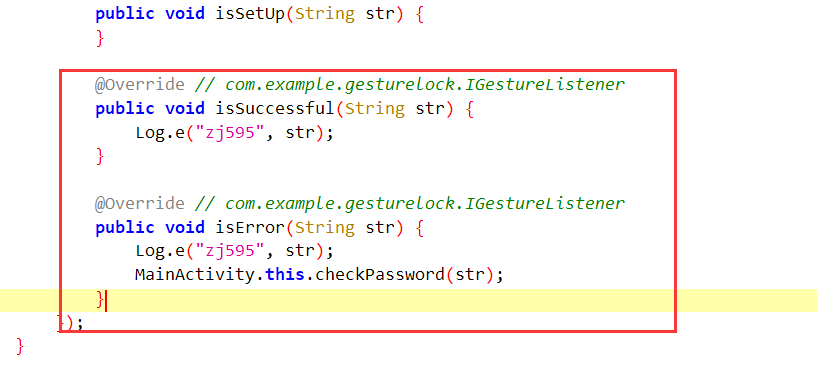 public void isSetUp(String str) {
}
@Override // com.example.gesturelock.IGestureListener
public void isSuccessful(String str) {
Log.e("zj595", str);
}
@Override // com.example.gesturelock.IGestureListener
public void isError(String str) {
Log.e("zj595", str);
MainActivity.this.checkPassword(str);
}
});
}